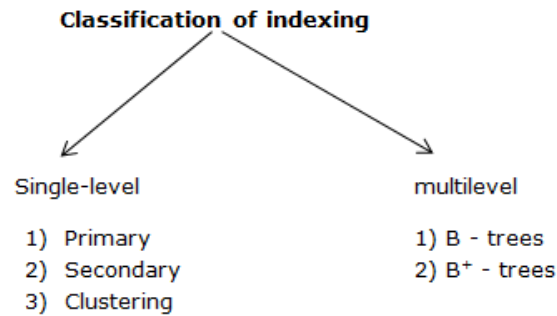 Classification of indexing
Single-level
1) Primary
2) Secondary
3) Clustering
multilevel
1) B - trees
2) B⁺ - trees